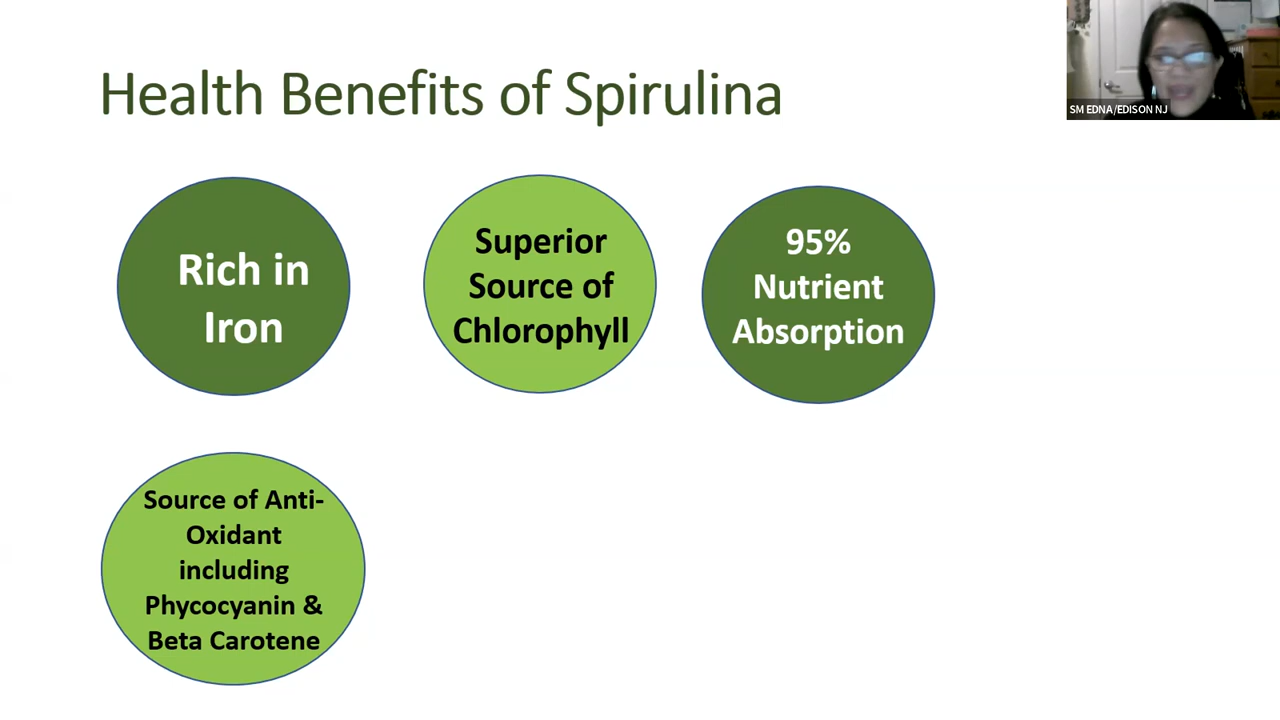 Health Benefits of Spirulina
SM EDNA/EDISON NJ
Rich in
Iron
Superior
Source of
Chlorophyll
95%
Nutrient
Absorption
Source of Anti-
Oxidant
including
Phycocyanin &
Beta Carotene